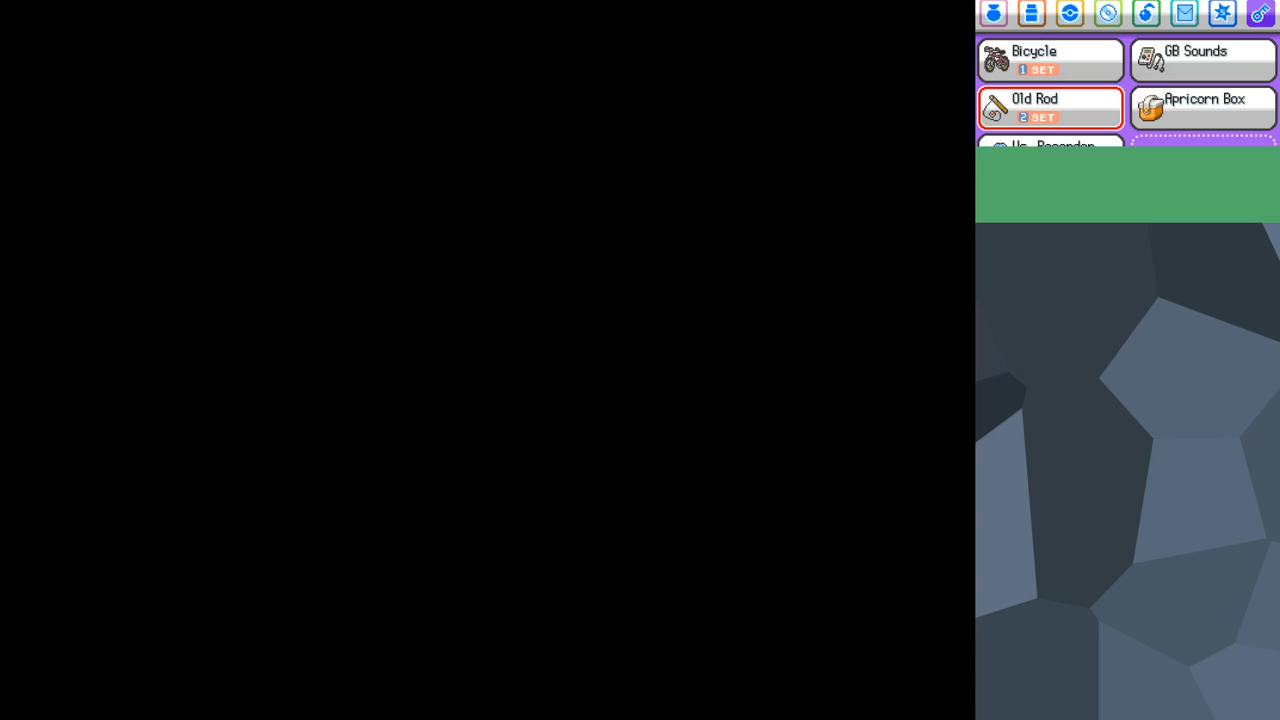 Bicycle
1 SET
GB Sounds
Old Rod
2 SET
Apricorn Box